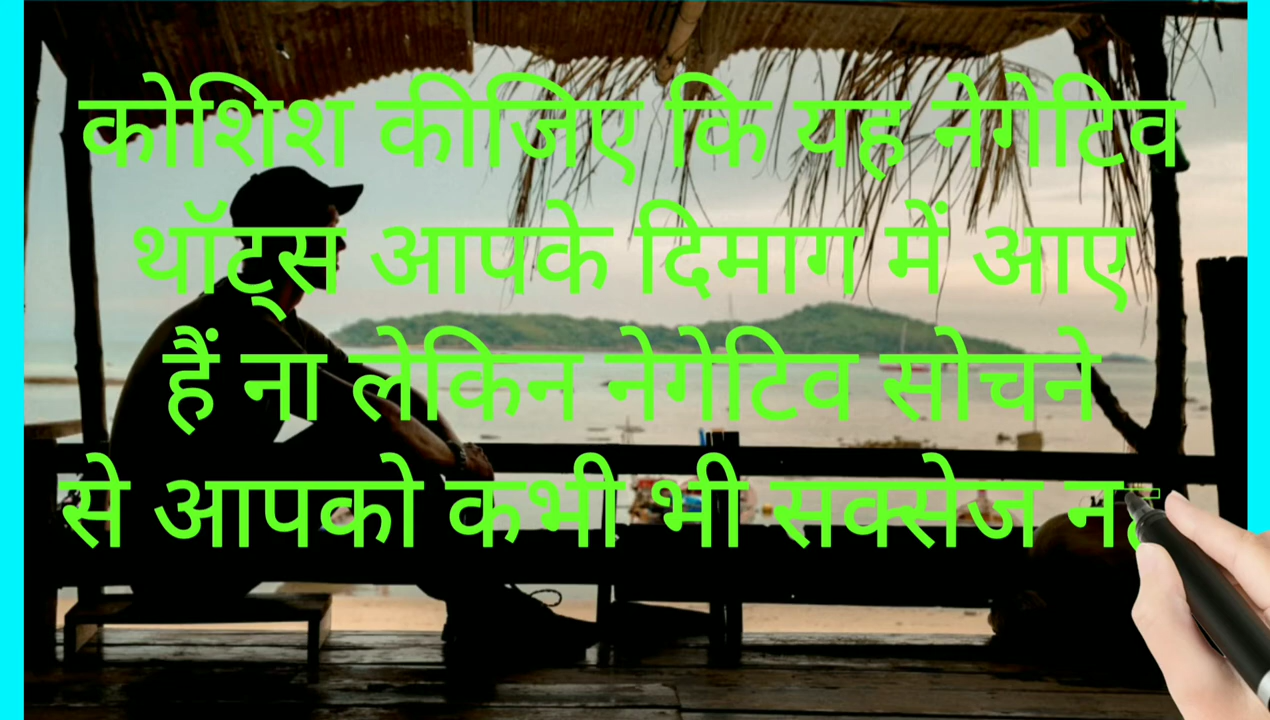 कोशिश कीजिए कि यह नेगेटिव
थॉट्स आपके दिमाग में आए
हैं ना लेकिन नेगेटिव सोचने
से आपको कभी भी सक्सेज